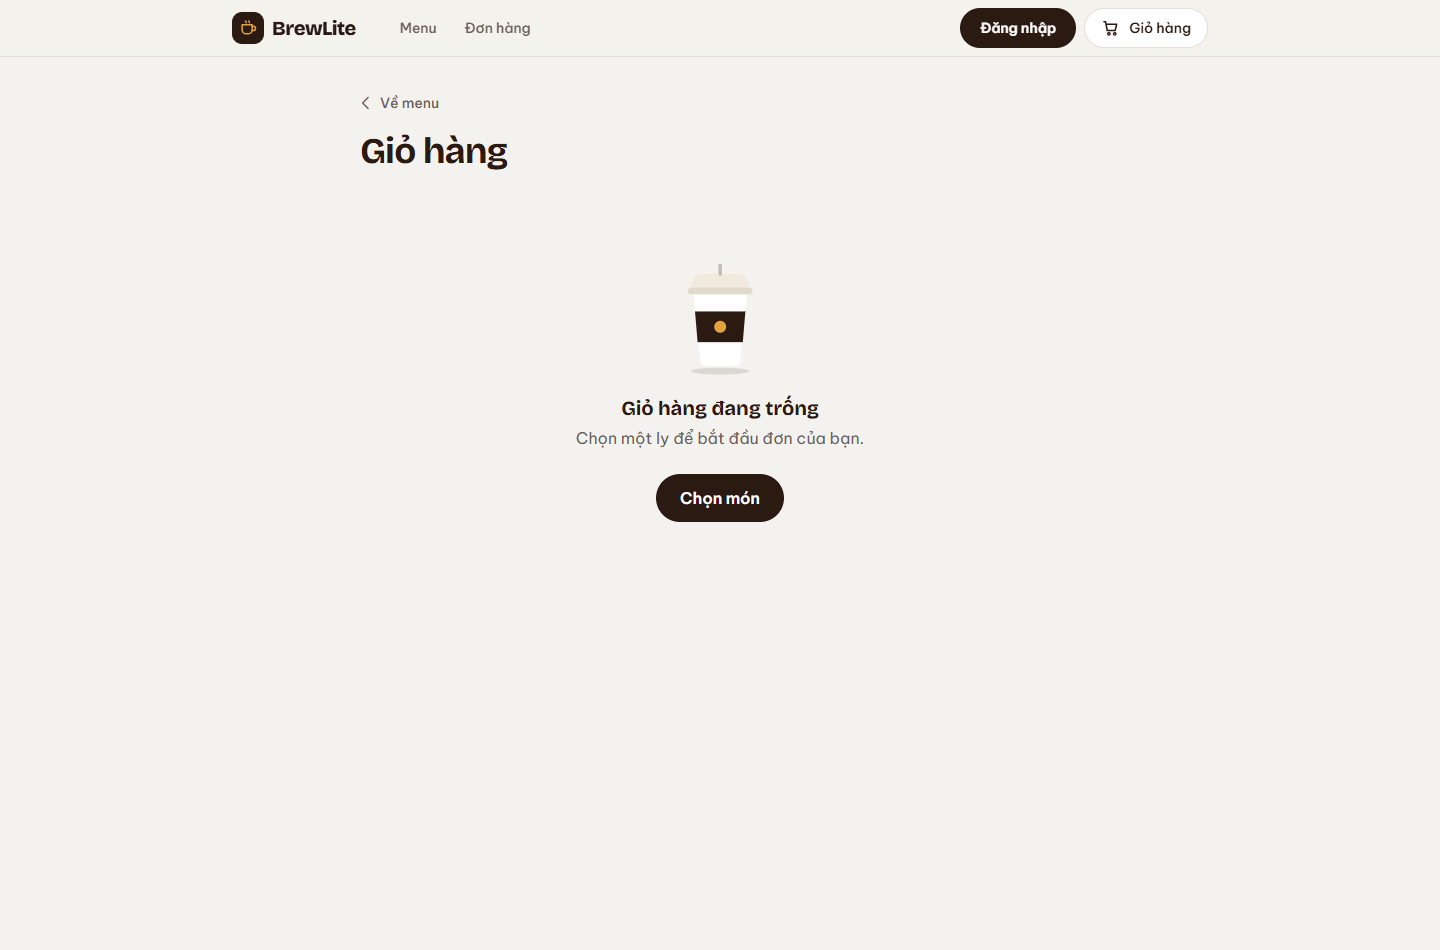 BrewLite
Menu
Đơn hàng
Đăng nhập
Giỏ hàng
Về menu
Giỏ hàng
Giỏ hàng đang trống
Chọn một ly để bắt đầu đơn của bạn.
Chọn món